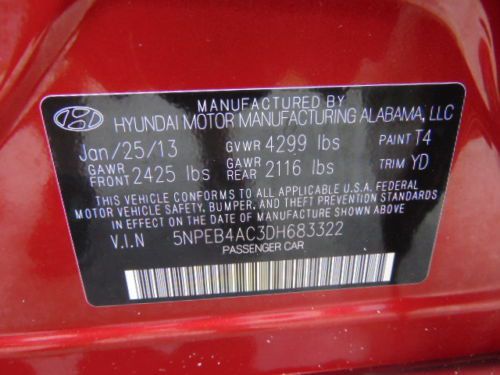 MANUFACTURED BY
HYUNDAI MOTOR MANUFACTURING ALABAMA, LLC
Jan/25/13 GVWR 4299 lbs PAINT T4
GAWR FRONT 2425 lbs GAWR REAR 2116 lbs TRIM YD
THIS VEHICLE CONFORMS TO ALL APPLICABLE U.S.A. FEDERAL
MOTOR VEHICLE SAFETY, BUMPER, AND THEFT PREVENTION STANDARDS
IN EFFECT ON THE DATE OF MANUFACTURE SHOWN ABOVE.
V.I.N 5NPEB4AC3DH683322
PASSENGER CAR